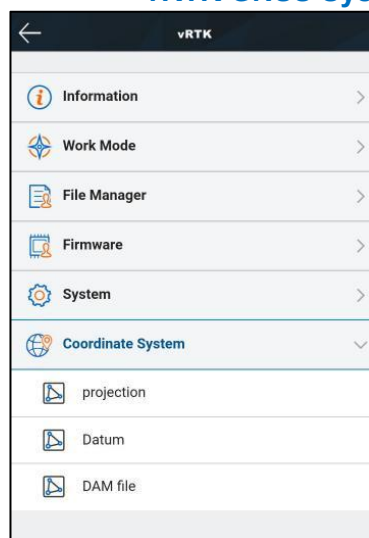 vRTK
Information
Work Mode
File Manager
Firmware
System
Coordinate System
projection
Datum
DAM file